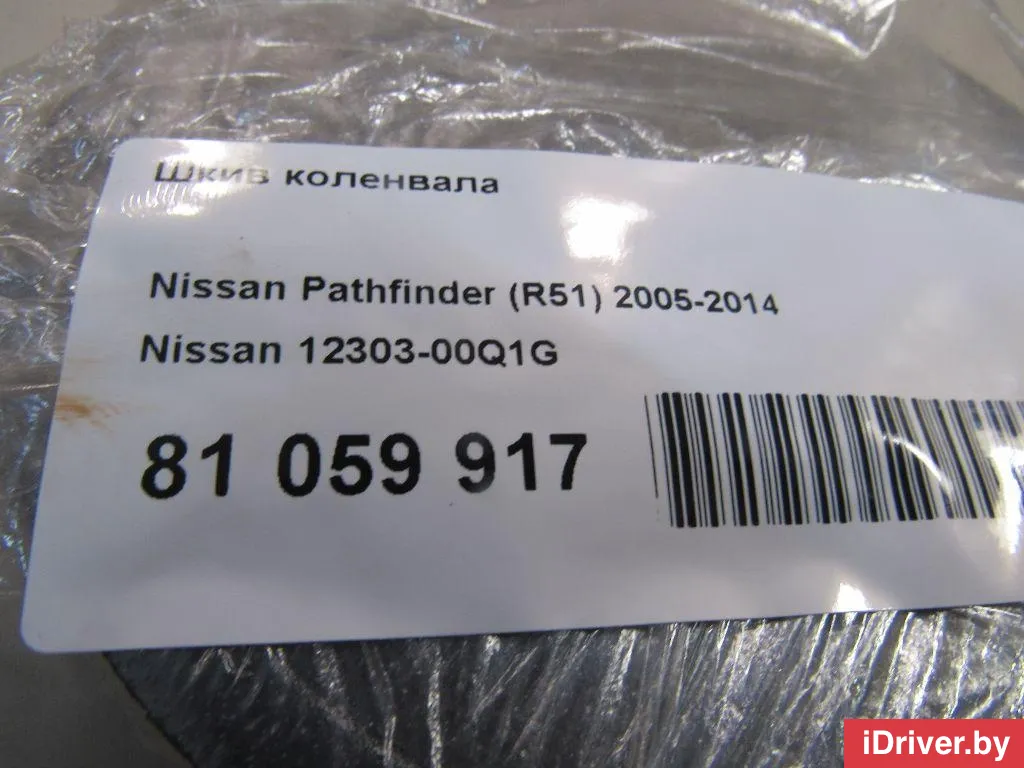 Шкив коленвала
Nissan Pathfinder (R51) 2005-2014
Nissan 12303-00Q1G
81 059 917
iDriver.by